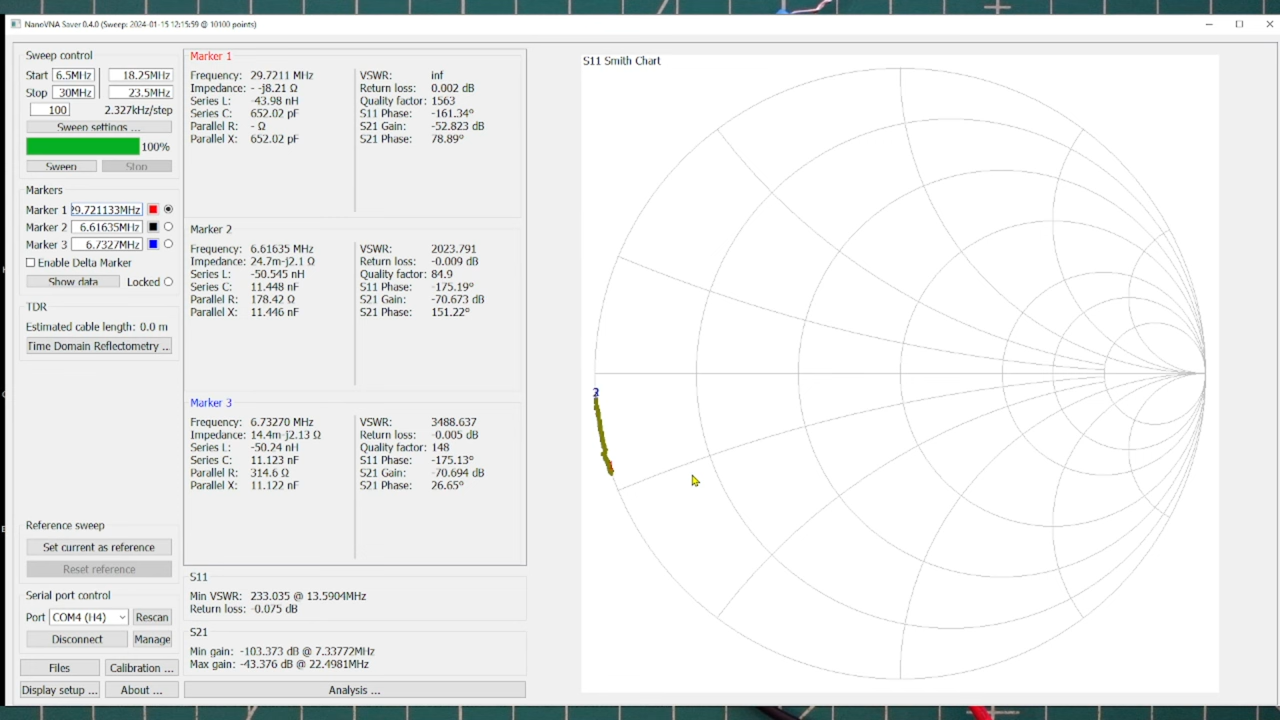 NanoVNA Saver 0.4.0 (Sweep: 2024-01-15 12:15:59 @ 10100 points)
Sweep control
Start 6.5MHz 18.25MHz
Stop 30MHz 23.5MHz
100 2.327kHz/step
Sweep settings ...
100%
Sweep Stop
Markers
Marker 1 29.721133MHz
Marker 2 6.61635MHz
Marker 3 6.7327MHz
Enable Delta Marker
Show data Locked
TDR
Estimated cable length: 0.0 m
Time Domain Reflectometry ...
Reference sweep
Set current as reference
Reset reference
Serial port control
Port COM4 (H4) Rescan
Disconnect Manage
Files Calibration ...
Display setup ... About ...
Marker 1
Frequency: 29.7211 MHz VSWR: inf
Impedance: - -j8.21 Ω Return loss: 0.002 dB
Series L: -43.98 nH Quality factor: 1563
Series C: 652.02 pF S11 Phase: -161.34°
Parallel R: - Ω S21 Gain: -52.823 dB
Parallel X: 652.02 pF S21 Phase: 78.89°
Marker 2
Frequency: 6.61635 MHz VSWR: 2023.791
Impedance: 24.7m-j2.1 Ω Return loss: -0.009 dB
Series L: -50.545 nH Quality factor: 84.9
Series C: 11.448 nF S11 Phase: -175.19°
Parallel R: 178.42 Ω S21 Gain: -70.673 dB
Parallel X: 11.446 nF S21 Phase: 151.22°
Marker 3
Frequency: 6.73270 MHz VSWR: 3488.637
Impedance: 14.4m-j2.13 Ω Return loss: -0.005 dB
Series L: -50.24 nH Quality factor: 148
Series C: 11.123 nF S11 Phase: -175.13°
Parallel R: 314.6 Ω S21 Gain: -70.694 dB
Parallel X: 11.122 nF S21 Phase: 26.65°
S11
Min VSWR: 233.035 @ 13.5904MHz
Return loss: -0.075 dB
S21
Min gain: -103.373 dB @ 7.33772MHz
Max gain: -43.376 dB @ 22.4981MHz
Analysis ...
S11 Smith Chart
2